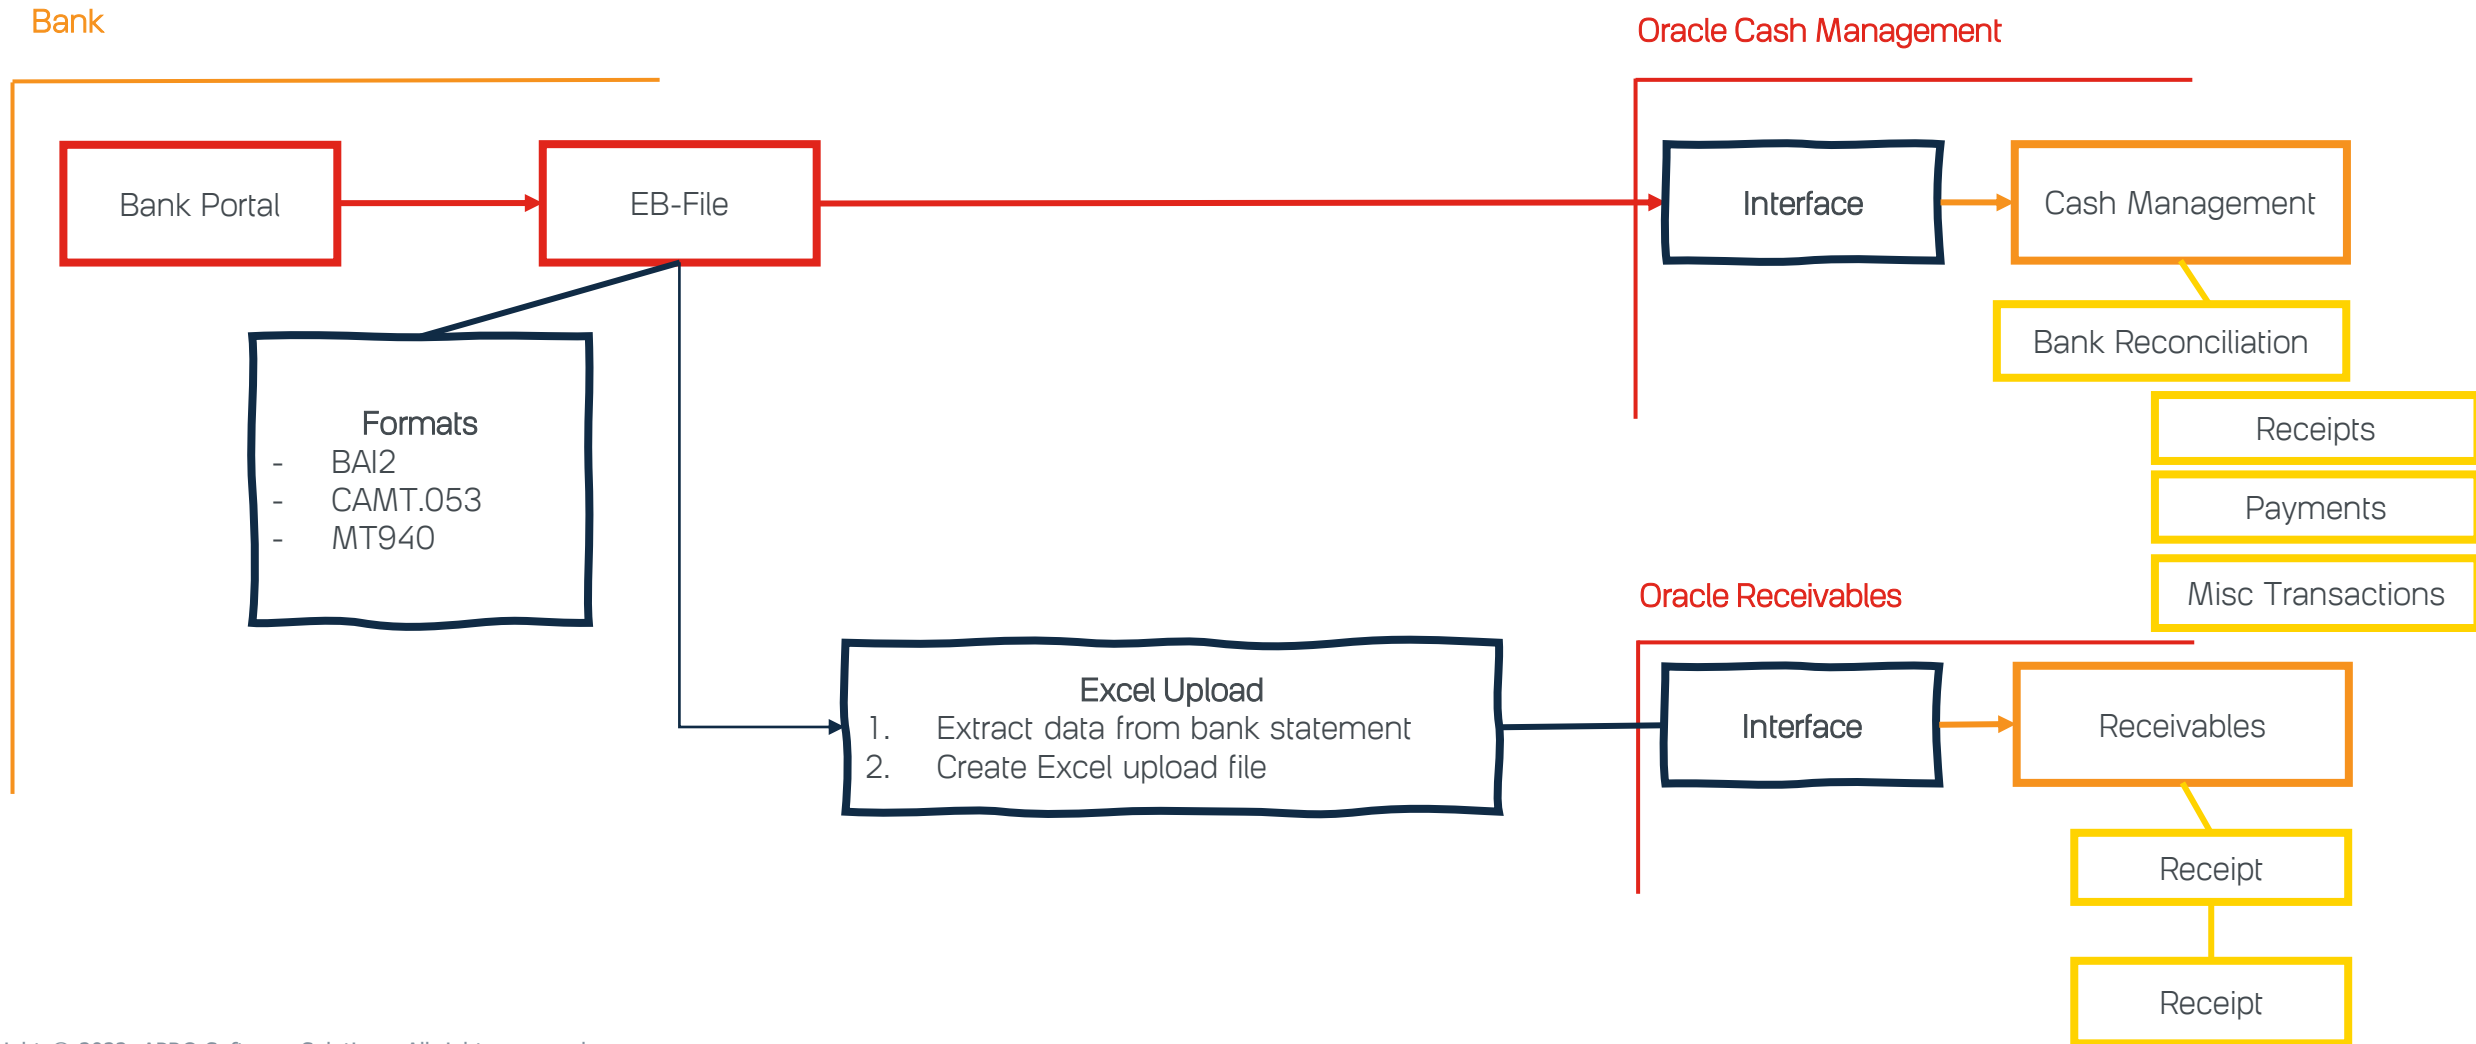 Bank
Oracle Cash Management
Bank Portal
EB-File
Interface
Cash Management
Bank Reconciliation
Receipts
Payments
Misc Transactions
Formats
- BAI2
- CAMT.053
- MT940
Oracle Receivables
Excel Upload
1. Extract data from bank statement
2. Create Excel upload file
Interface
Receivables
Receipt
Receipt